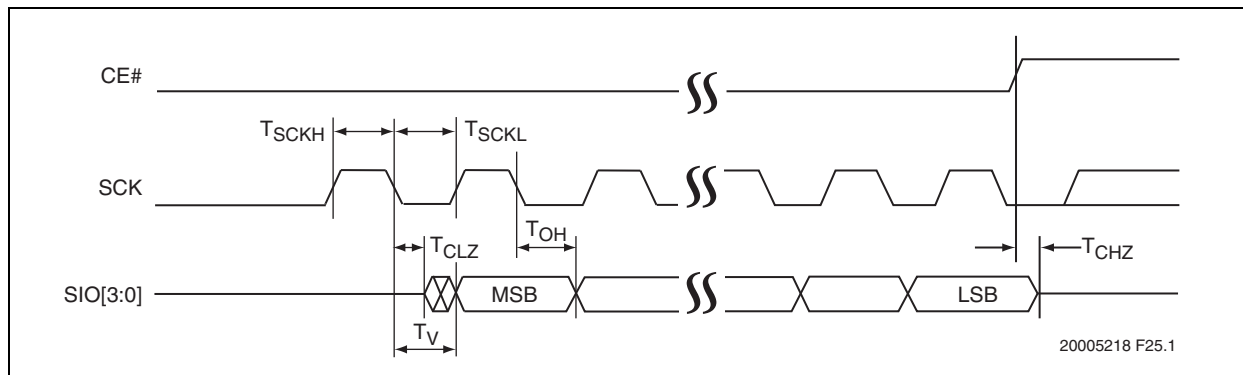 CE#
TSCKH
TSCKL
SCK
TOH
TCLZ
TCHZ
SIO[3:0]
MSB
LSB
TV
20005218 F25.1